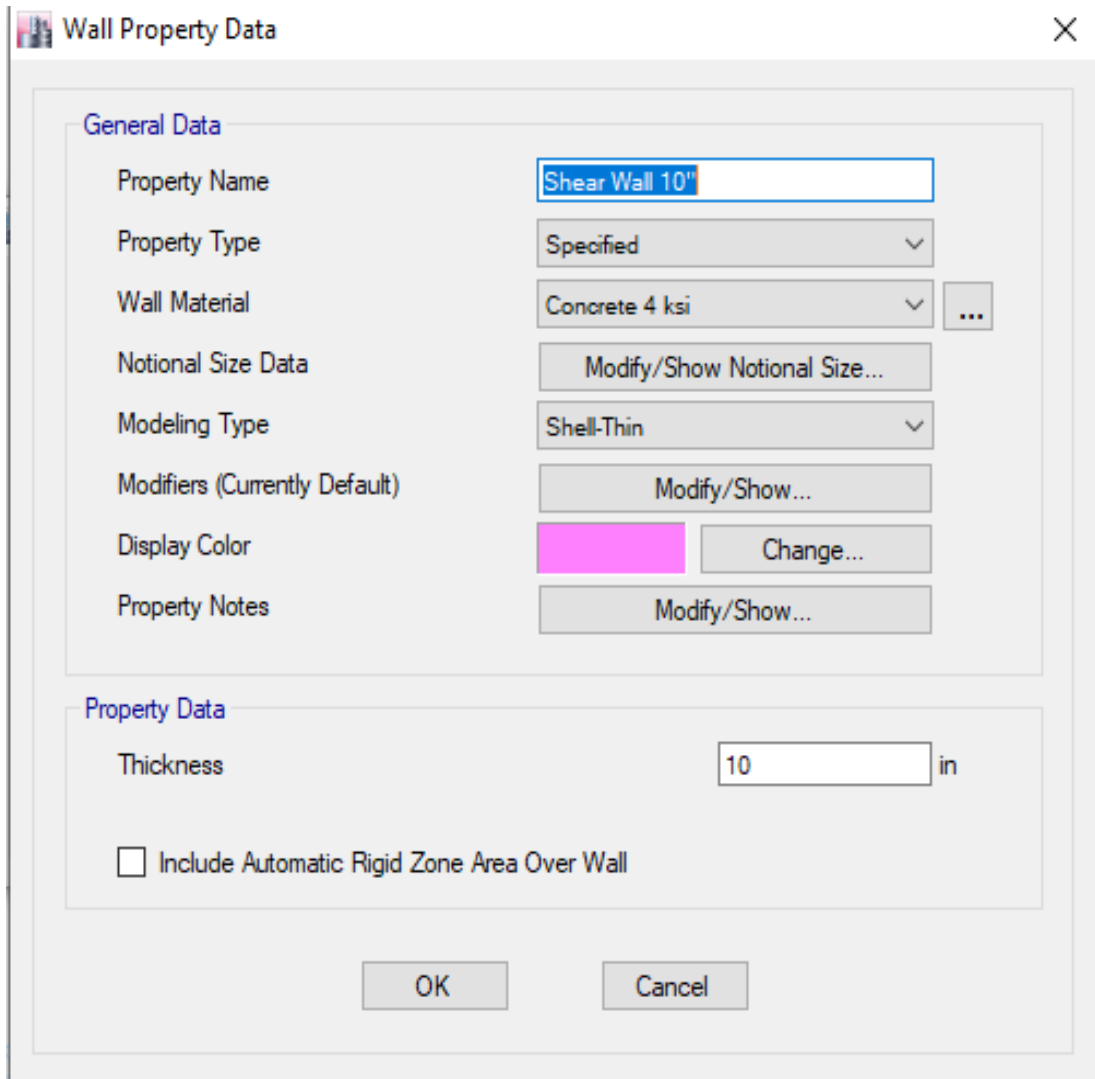 Wall Property Data
General Data
Property Name Shear Wall 10"
Property Type Specified
Wall Material Concrete 4 ksi ...
Notional Size Data Modify/Show Notional Size...
Modeling Type Shell-Thin
Modifiers (Currently Default) Modify/Show...
Display Color Change...
Property Notes Modify/Show...
Property Data
Thickness 10 in
Include Automatic Rigid Zone Area Over Wall
OK Cancel